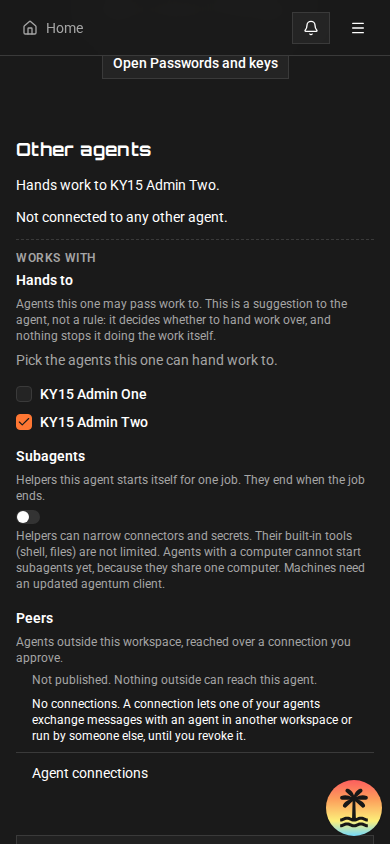 Home
Open Passwords and keys
Other agents
Hands work to KY15 Admin Two.
Not connected to any other agent.
WORKS WITH
Hands to
Agents this one may pass work to. This is a suggestion to the
agent, not a rule: it decides whether to hand work over, and
nothing stops it doing the work itself.
Pick the agents this one can hand work to.
KY15 Admin One
KY15 Admin Two
Subagents
Helpers this agent starts itself for one job. They end when the job
ends.
Helpers can narrow connectors and secrets. Their built-in tools
(shell, files) are not limited. Agents with a computer cannot start
subagents yet, because they share one computer. Machines need
an updated agentum client.
Peers
Agents outside this workspace, reached over a connection you
approve.
Not published. Nothing outside can reach this agent.
No connections. A connection lets one of your agents
exchange messages with an agent in another workspace or
run by someone else, until you revoke it.
Agent connections